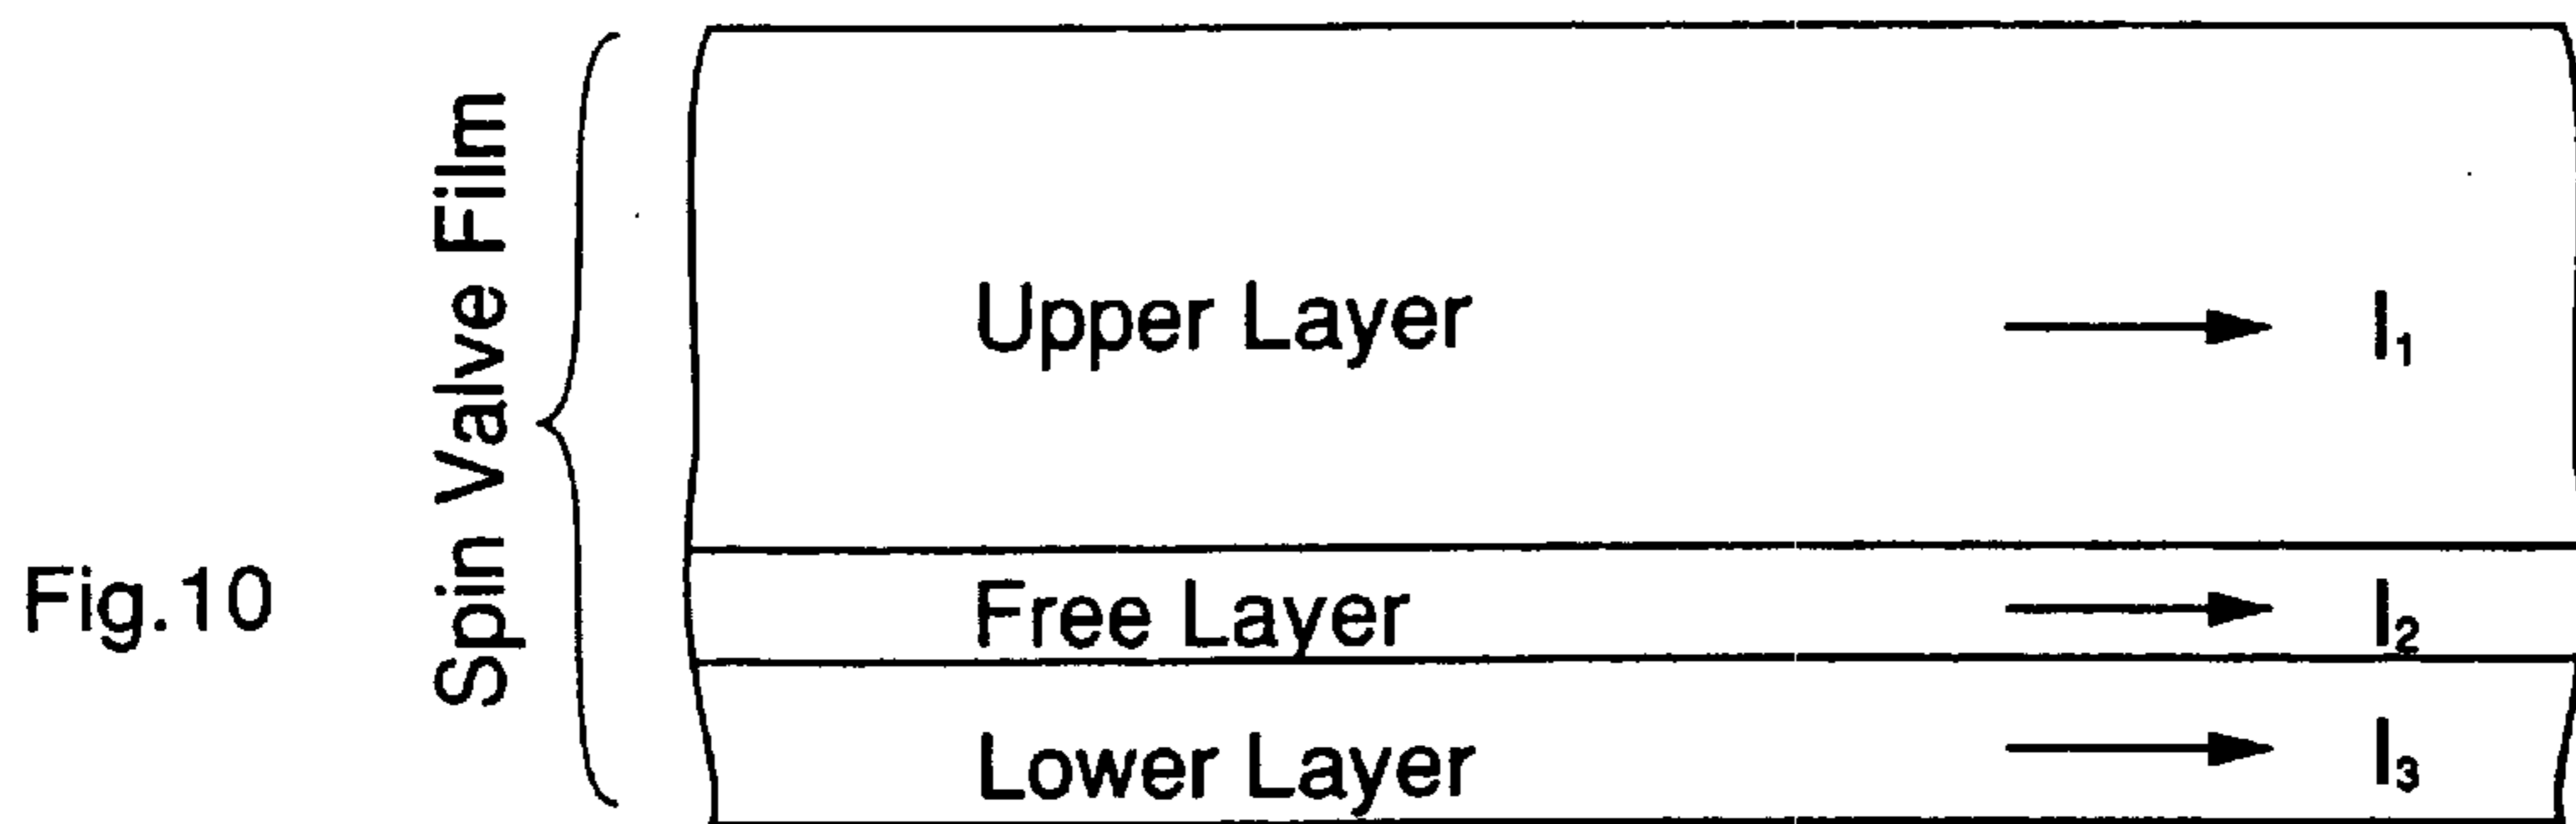 Fig.10
Spin Valve Film
Upper Layer
I₁
Free Layer
I₂
Lower Layer
I₃